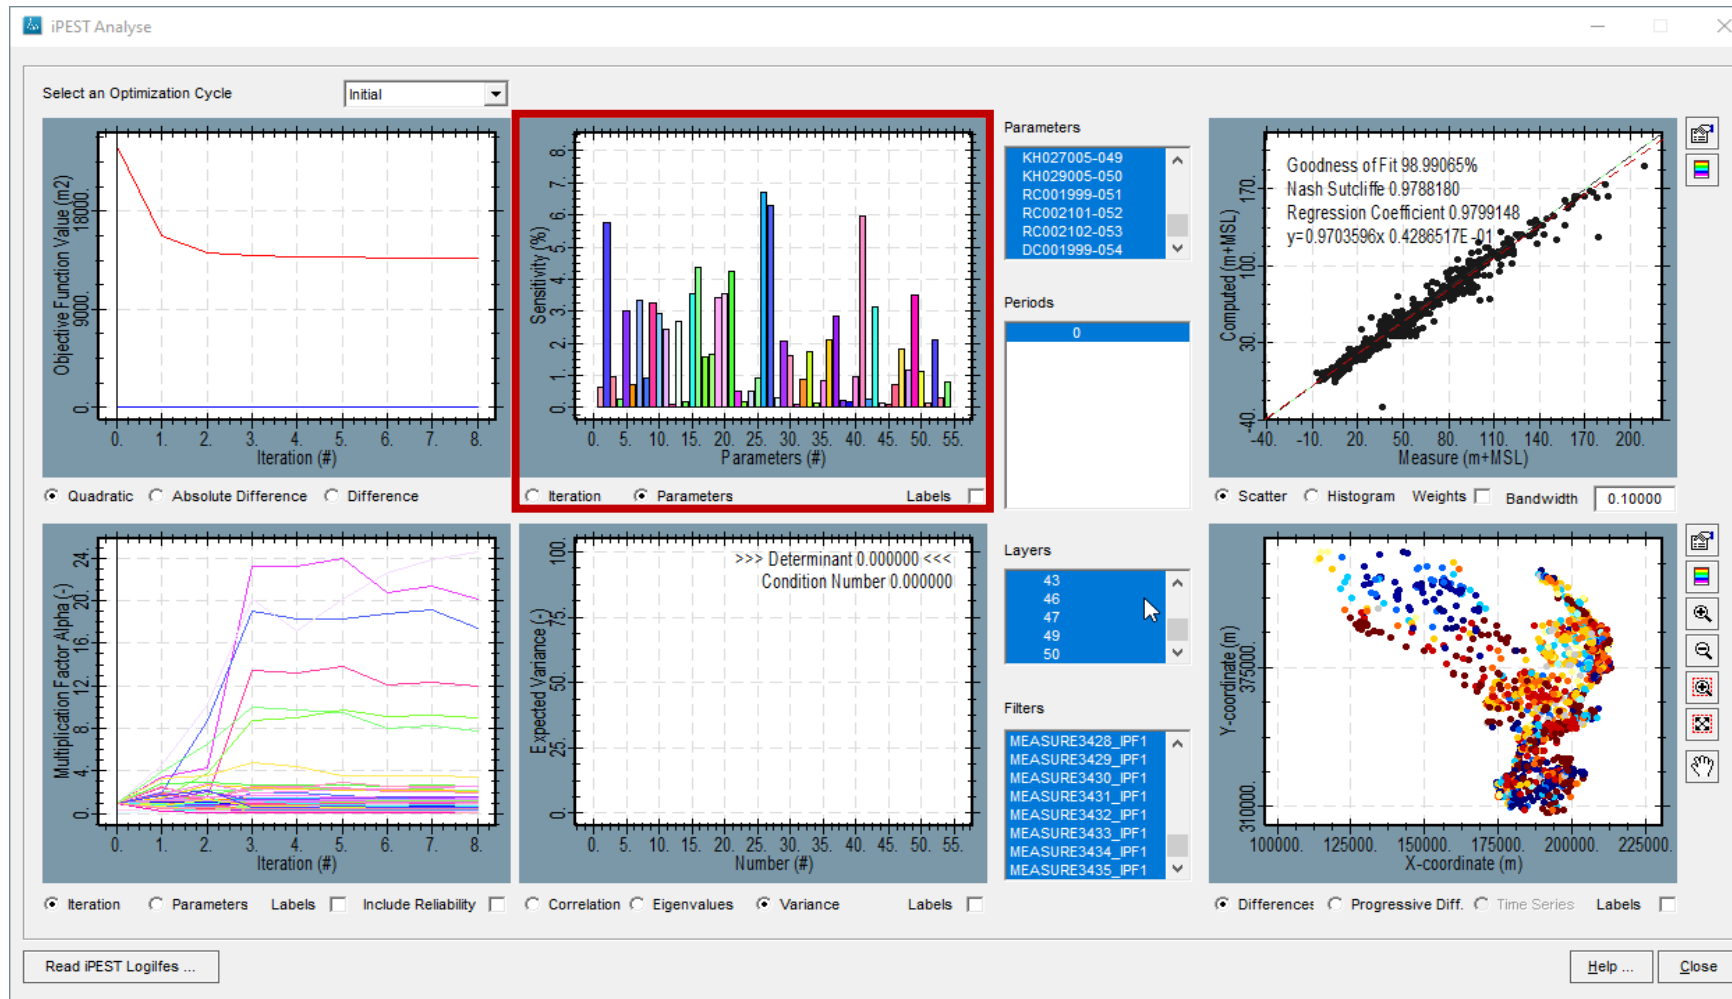 iPEST Analyse
Select an Optimization Cycle
Initial
Objective Function Value (m2)
18000.
9000.
0.
0. 1. 2. 3. 4. 5. 6. 7. 8.
Iteration (#)
Quadratic Absolute Difference Difference
Sensitivity (%)
8.
7.
6.
5.
4.
3.
2.
1.
0.
0. 5. 10. 15. 20. 25. 30. 35. 40. 45. 50. 55.
Parameters (#)
Iteration Parameters Labels
Parameters
KH027005-049
KH029005-050
RC001999-051
RC002101-052
RC002102-053
DC001999-054
Periods
0
Goodness of Fit 98.99065%
Nash Sutcliffe 0.9788180
Regression Coefficient 0.9799148
y=0.9703596x 0.4286517E-01
Computed (m+MSL)
170.
100.
30.
-40.
-40. -10. 20. 50. 80. 110. 140. 170. 200.
Measure (m+MSL)
Scatter Histogram Weights Bandwidth 0.10000
Multiplication Factor Alpha (-)
24.
20.
16.
12.
8.
4.
0.
0. 1. 2. 3. 4. 5. 6. 7. 8.
Iteration (#)
Iteration Parameters Labels Include Reliability
>>> Determinant 0.000000 <<<
Condition Number 0.000000
Expected Variance (-)
100.
75.
50.
25.
0.
0. 5. 10. 15. 20. 25. 30. 35. 40. 45. 50. 55.
Number (#)
Correlation Eigenvalues Variance Labels
Layers
43
46
47
49
50
Filters
MEASURE3428_IPF1
MEASURE3429_IPF1
MEASURE3430_IPF1
MEASURE3431_IPF1
MEASURE3432_IPF1
MEASURE3433_IPF1
MEASURE3434_IPF1
MEASURE3435_IPF1
Y-coordinate (m)
375000.
310000.
100000. 125000. 150000. 175000. 200000. 225000.
X-coordinate (m)
Differences Progressive Diff. Time Series Labels
Read iPEST Logilfes ...
Help ...
Close